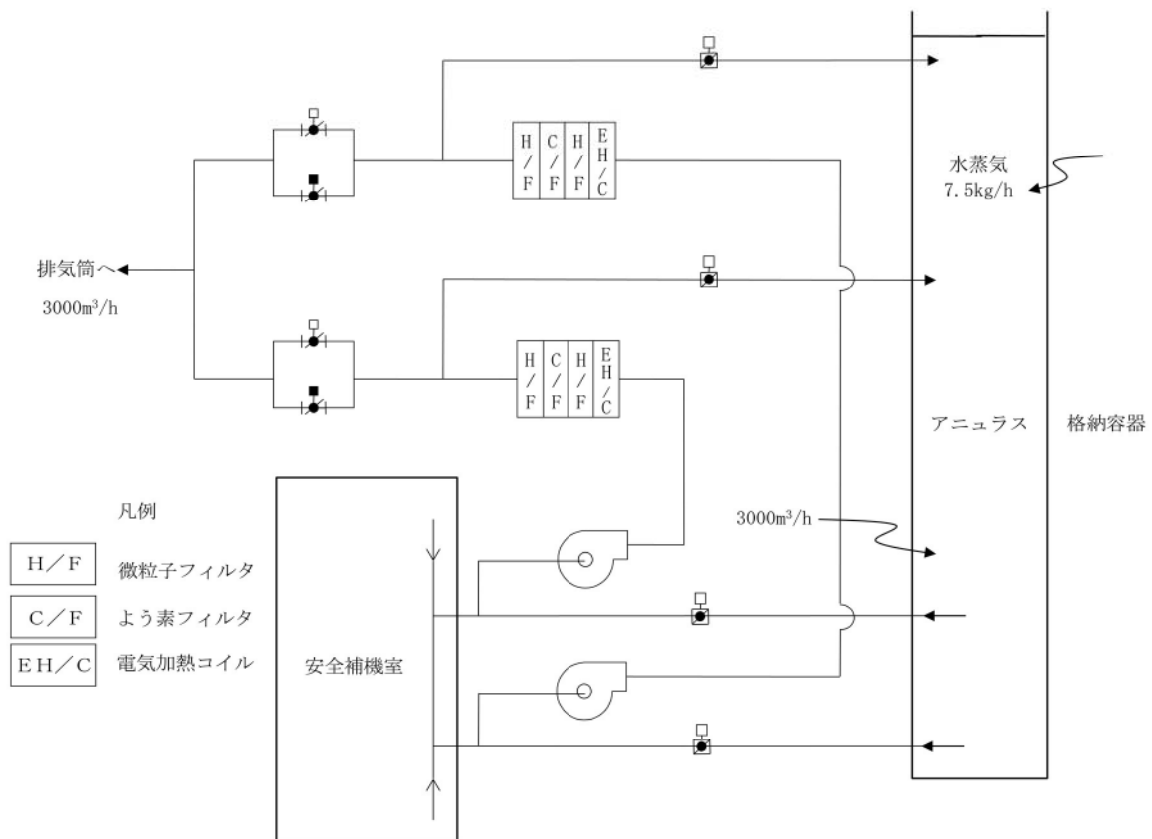 H/F
C/F
H/F
EH/C
水蒸気
7.5kg/h
排気筒へ
3000m³/h
H/F
C/F
H/F
EH/C
アニュラス
格納容器
3000m³/h
凡例
H/F
微粒子フィルタ
C/F
よう素フィルタ
EH/C
電気加熱コイル
安全補機室